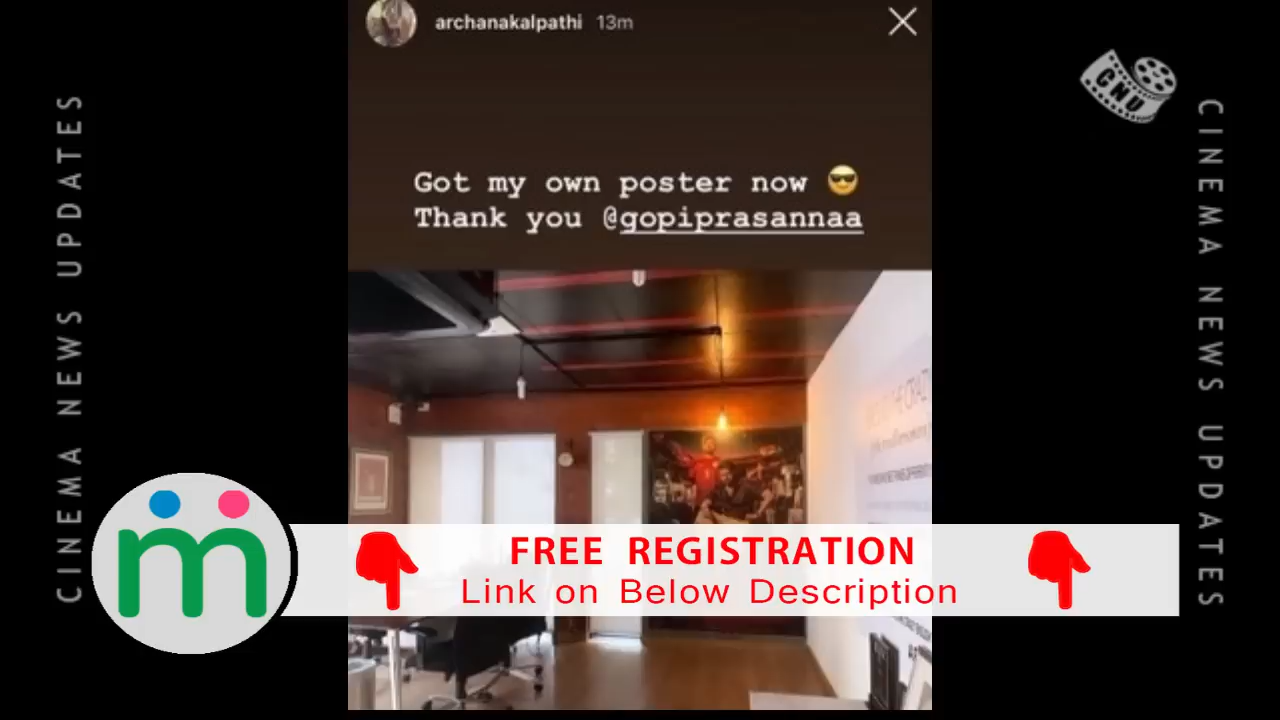 archanakalpathi 13m
Got my own poster now 😎
Thank you @gopiprasannaa
CINEMA NEWS UPDATES
CNU
CINEMA NEWS UPDATES
FREE REGISTRATION
Link on Below Description
m